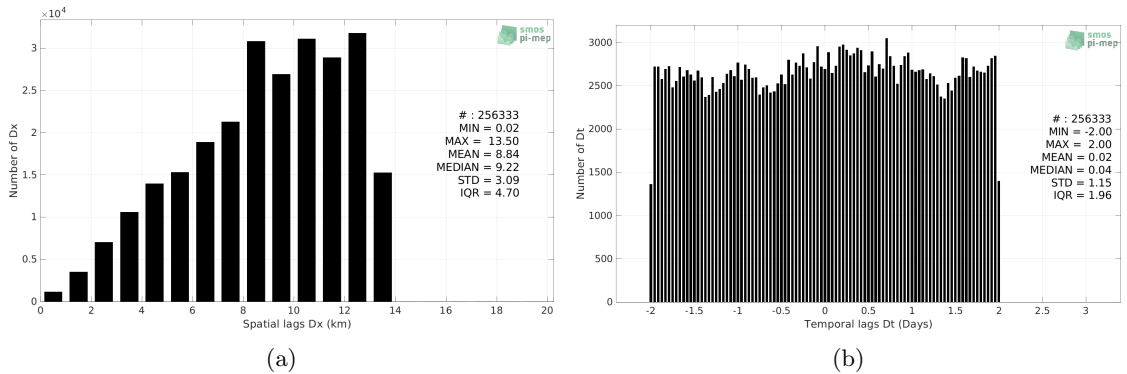 ×10⁴
3
2.5
2
1.5
1
0.5
0
0 2 4 6 8 10 12 14 16 18 20
Number of Dx
Spatial lags Dx (km)
smos
pi-mep
# : 256333
MIN = 0.02
MAX = 13.50
MEAN = 8.84
MEDIAN = 9.22
STD = 3.09
IQR = 4.70
(a)
3000
2500
2000
1500
1000
500
0
-2 -1.5 -1 -0.5 0 0.5 1 1.5 2 2.5 3
Number of Dt
Temporal lags Dt (Days)
smos
pi-mep
# : 256333
MIN = -2.00
MAX = 2.00
MEAN = 0.02
MEDIAN = 0.04
STD = 1.15
IQR = 1.96
(b)